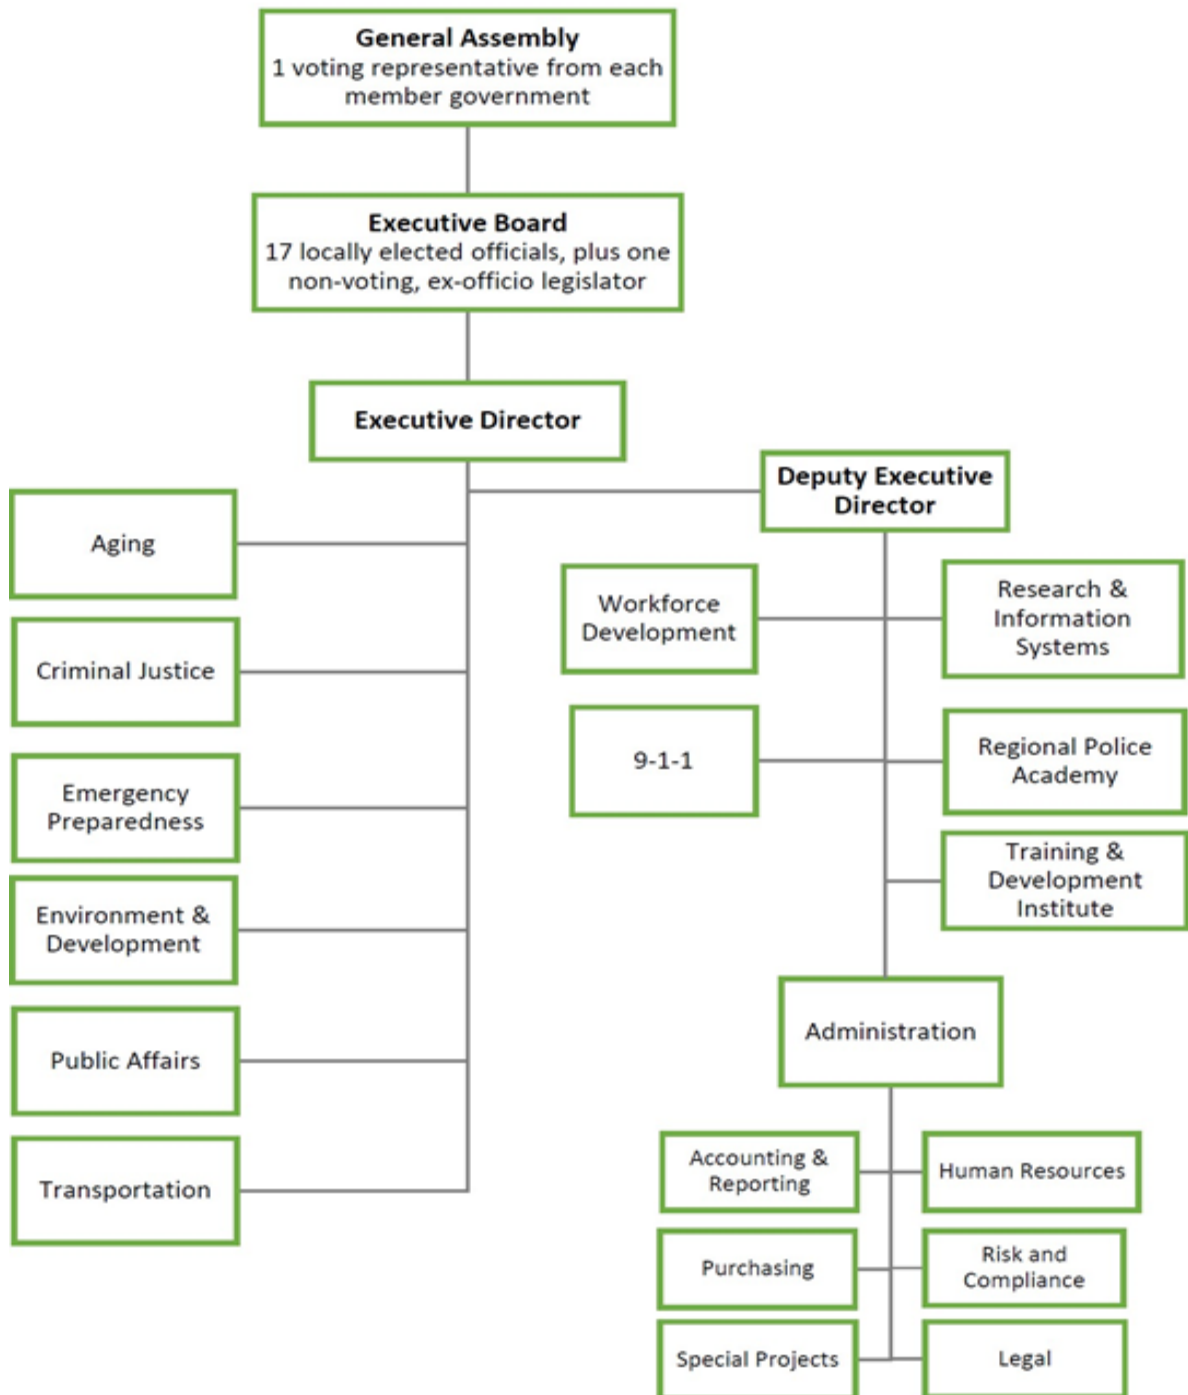 General Assembly
1 voting representative from each
member government
Executive Board
17 locally elected officials, plus one
non-voting, ex-officio legislator
Executive Director
Deputy Executive
Director
Aging
Criminal Justice
Emergency
Preparedness
Environment &
Development
Public Affairs
Transportation
Workforce
Development
Research &
Information
Systems
9-1-1
Regional Police
Academy
Training &
Development
Institute
Administration
Accounting &
Reporting
Human Resources
Purchasing
Risk and
Compliance
Special Projects
Legal